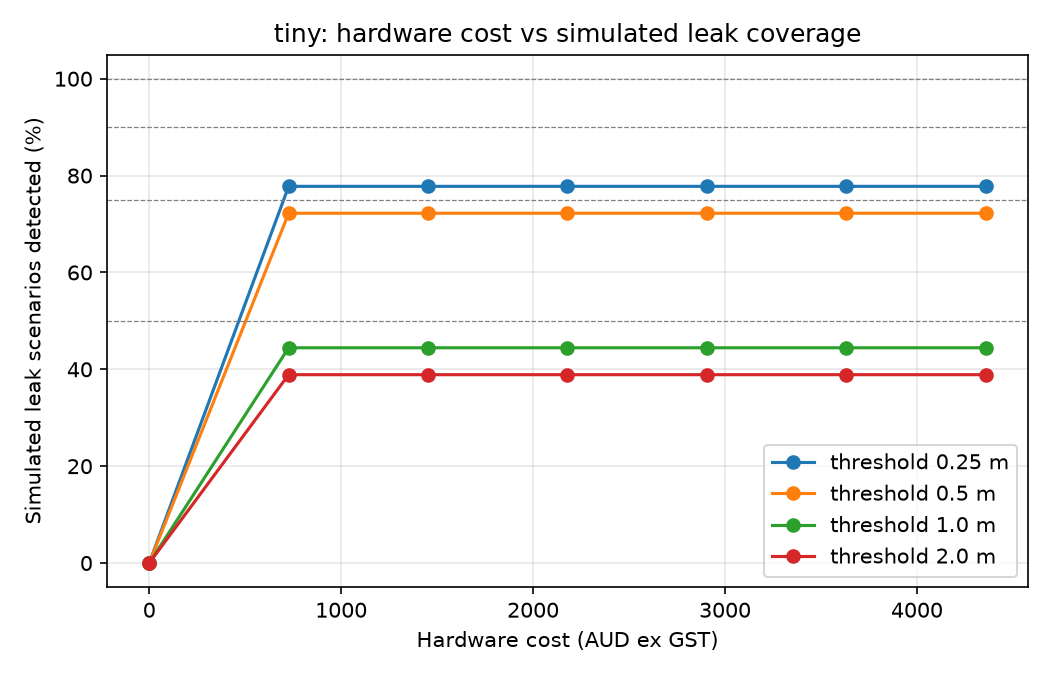 tiny: hardware cost vs simulated leak coverage
Simulated leak scenarios detected (%)
100
80
60
40
20
0
0 1000 2000 3000 4000
Hardware cost (AUD ex GST)
threshold 0.25 m
threshold 0.5 m
threshold 1.0 m
threshold 2.0 m